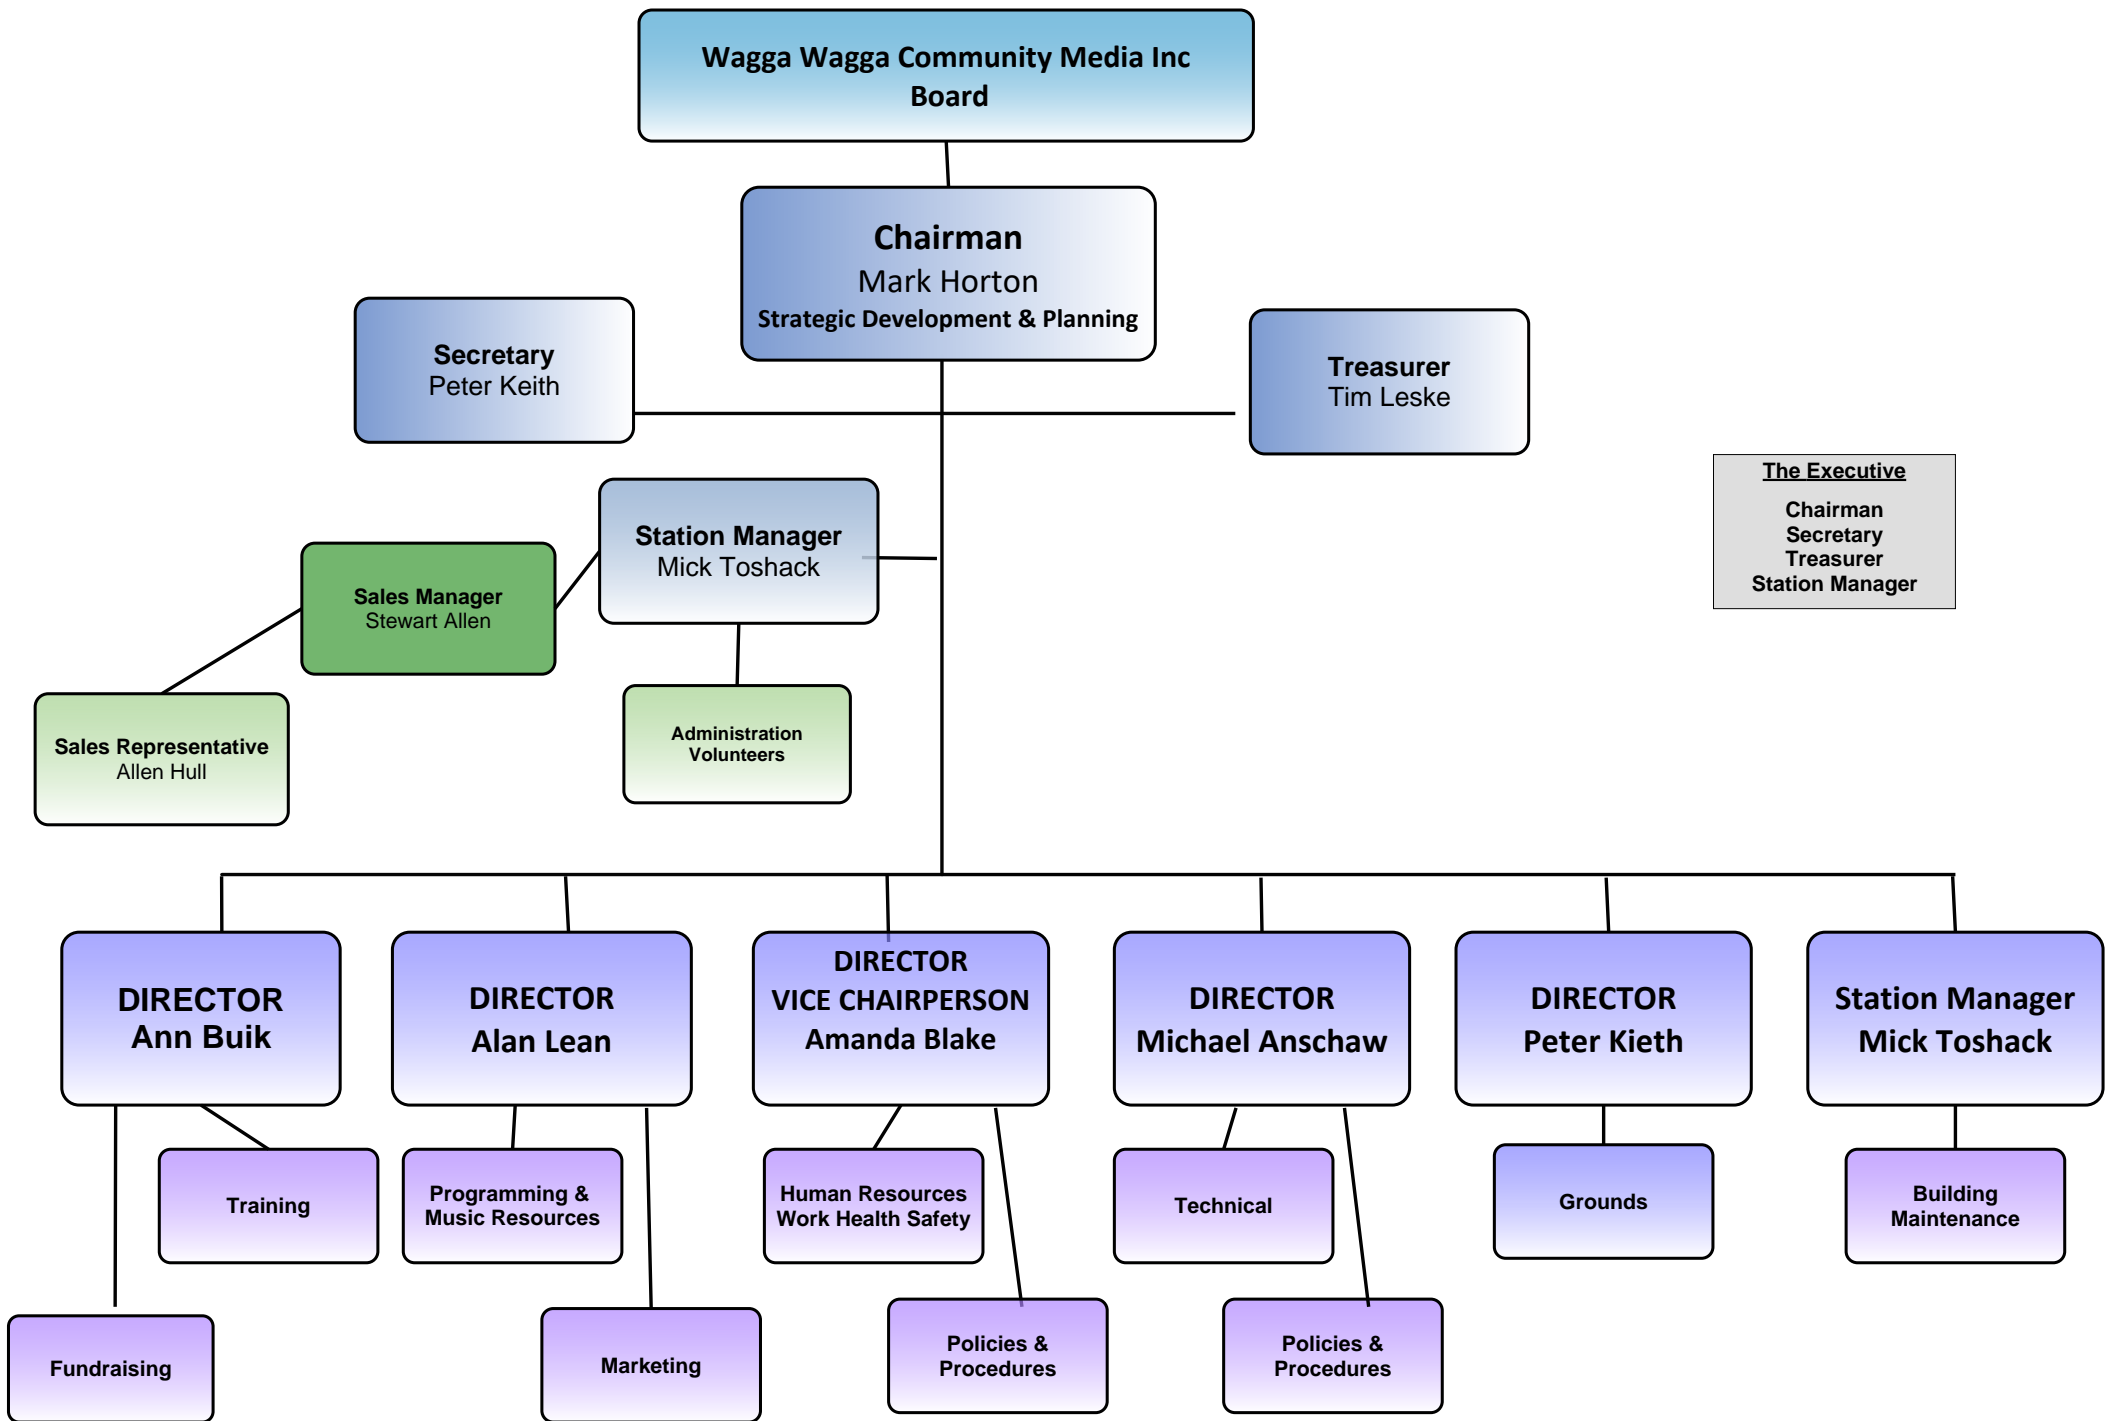 Wagga Wagga Community Media Inc
Board
Chairman
Mark Horton
Strategic Development & Planning
Secretary
Peter Keith
Treasurer
Tim Leske
The Executive
Chairman
Secretary
Treasurer
Station Manager
Station Manager
Mick Toshack
Sales Manager
Stewart Allen
Sales Representative
Allen Hull
Administration
Volunteers
DIRECTOR
Ann Buik
DIRECTOR
Alan Lean
DIRECTOR
VICE CHAIRPERSON
Amanda Blake
DIRECTOR
Michael Anschaw
DIRECTOR
Peter Kieth
Station Manager
Mick Toshack
Training
Programming &
Music Resources
Human Resources
Work Health Safety
Technical
Grounds
Building
Maintenance
Fundraising
Marketing
Policies &
Procedures
Policies &
Procedures